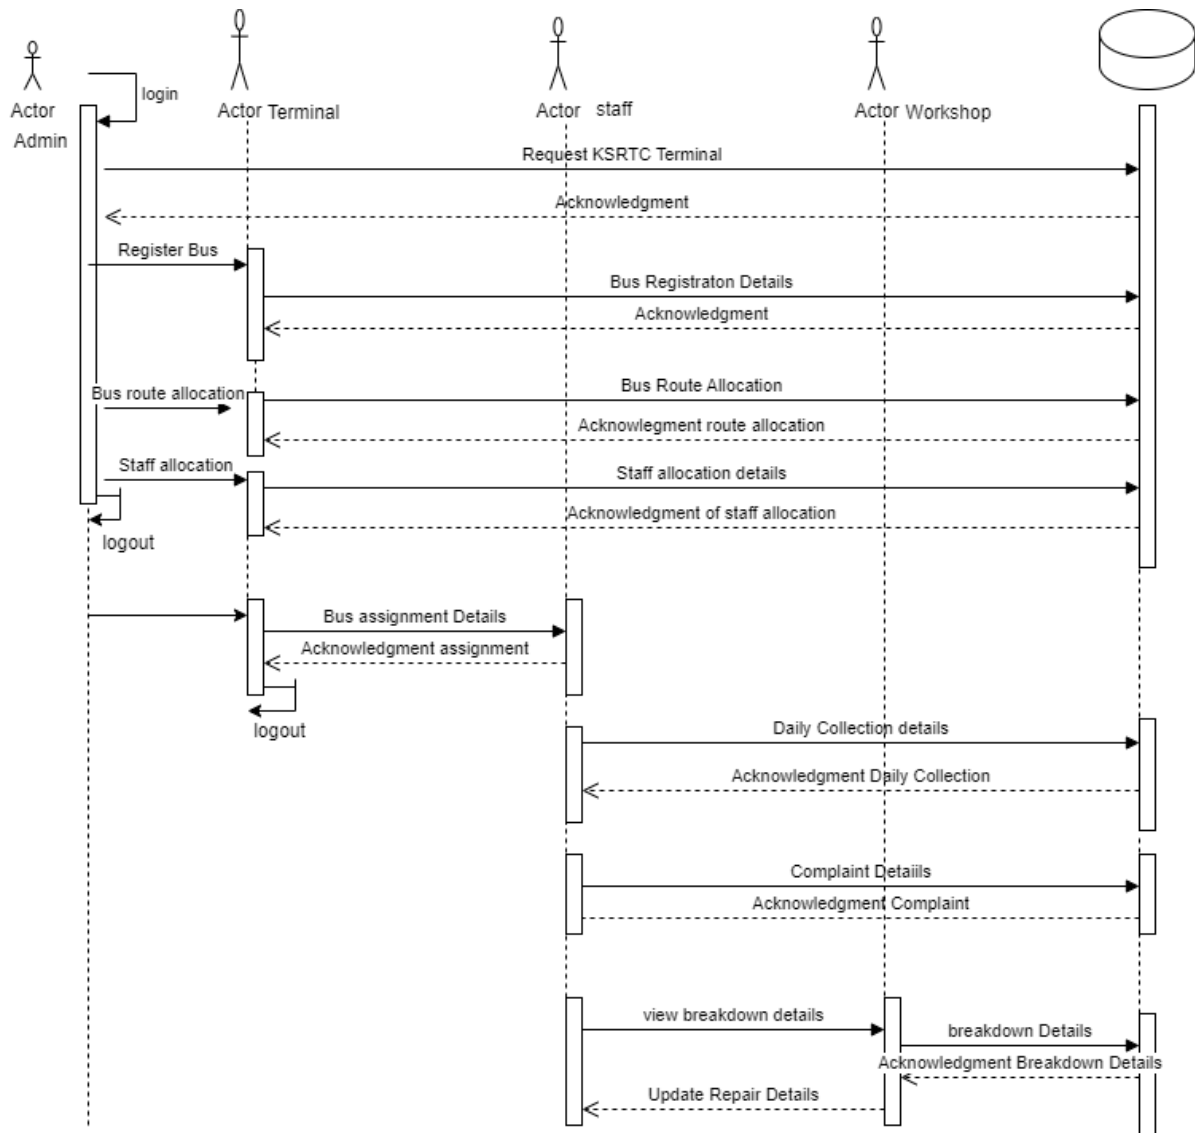 login
Actor
Admin
Actor Terminal
Actor staff
Actor Workshop
Request KSRTC Terminal
Acknowledgment
Register Bus
Bus Registraton Details
Acknowledgment
Bus route allocation
Bus Route Allocation
Acknowlegment route allocation
Staff allocation
Staff allocation details
Acknowledgment of staff allocation
logout
Bus assignment Details
Acknowledgment assignment
logout
Daily Collection details
Acknowledgment Daily Collection
Complaint Detaiils
Acknowledgment Complaint
view breakdown details
breakdown Details
Acknowledgment Breakdown Details
Update Repair Details